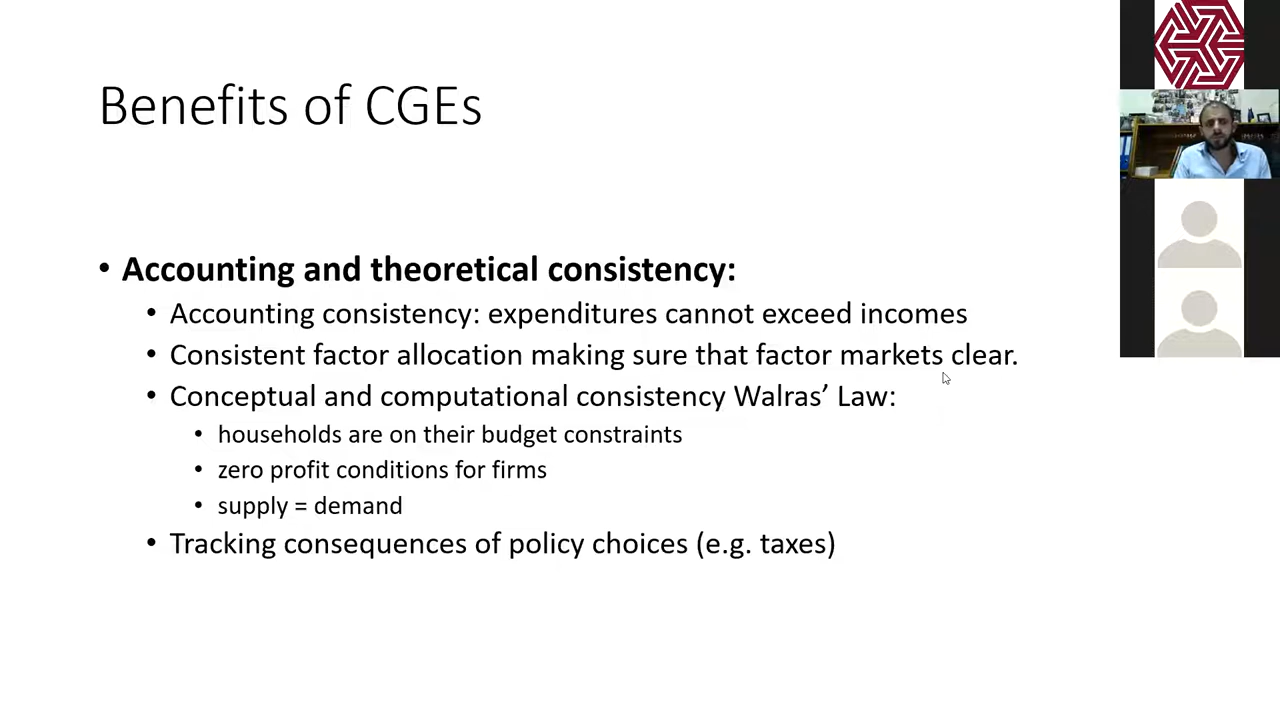 Benefits of CGEs
• Accounting and theoretical consistency:
• Accounting consistency: expenditures cannot exceed incomes
• Consistent factor allocation making sure that factor markets clear.
• Conceptual and computational consistency Walras’ Law:
• households are on their budget constraints
• zero profit conditions for firms
• supply = demand
• Tracking consequences of policy choices (e.g. taxes)